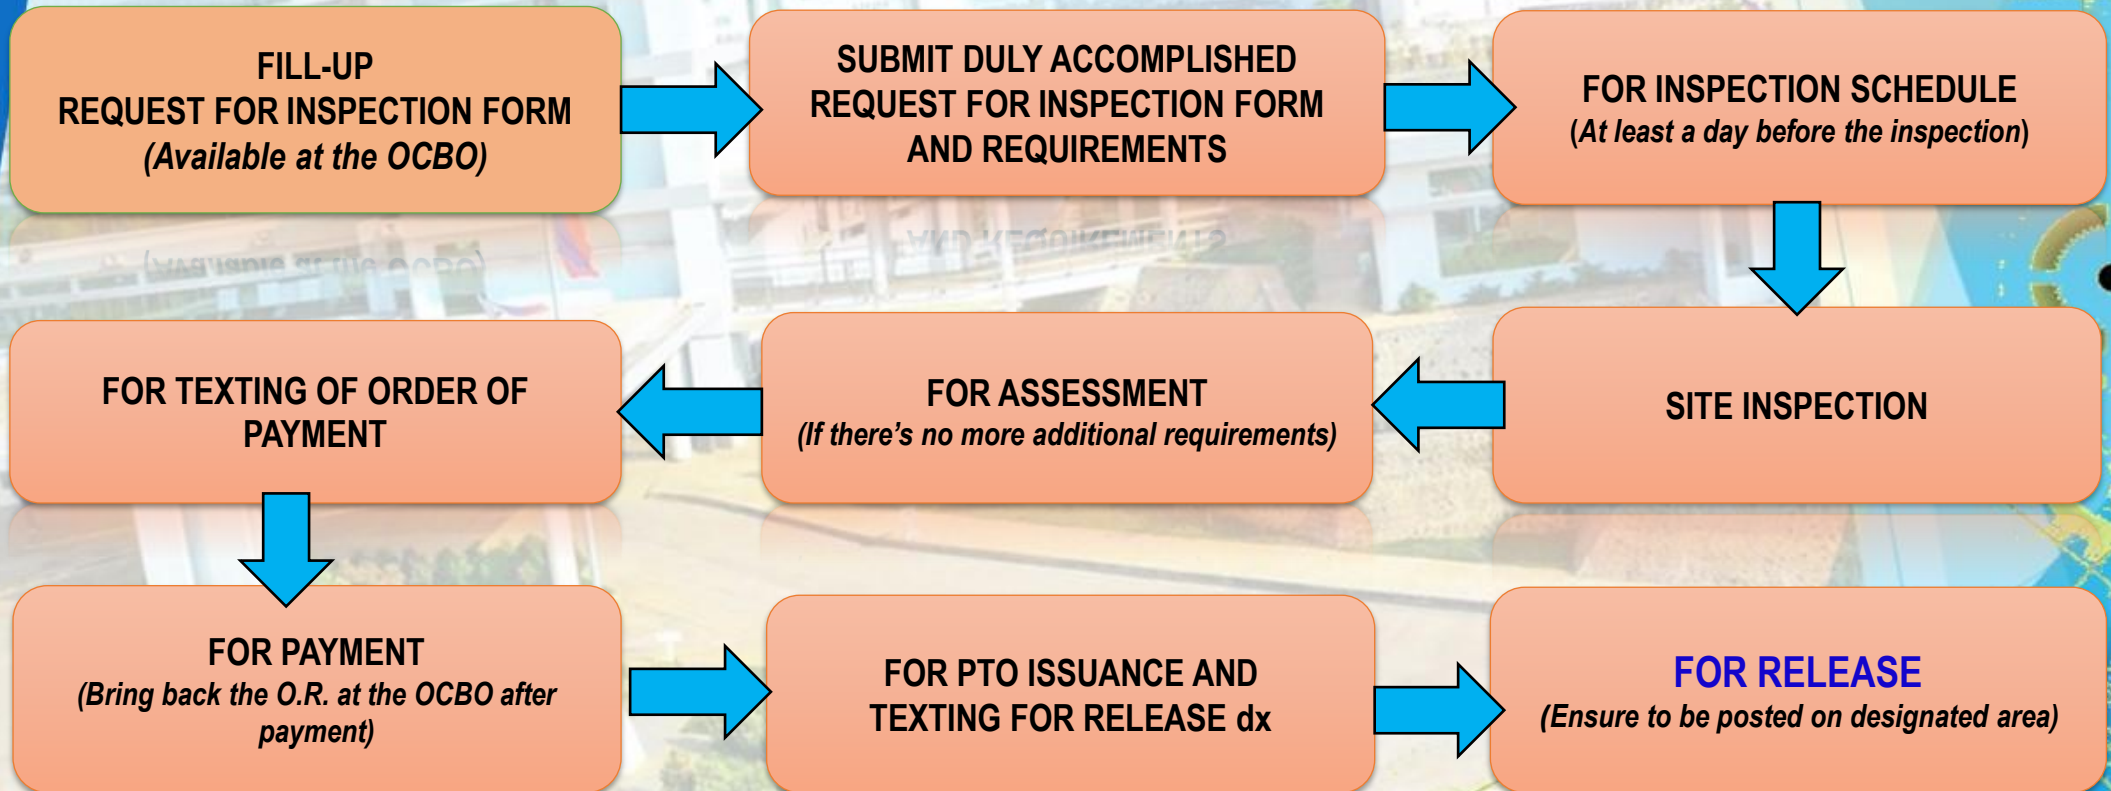 FILL-UP
REQUEST FOR INSPECTION FORM
(Available at the OCBO)
SUBMIT DULY ACCOMPLISHED
REQUEST FOR INSPECTION FORM
AND REQUIREMENTS
FOR INSPECTION SCHEDULE
(At least a day before the inspection)
SITE INSPECTION
FOR ASSESSMENT
(If there's no more additional requirements)
FOR TEXTING OF ORDER OF
PAYMENT
FOR PAYMENT
(Bring back the O.R. at the OCBO after
payment)
FOR PTO ISSUANCE AND
TEXTING FOR RELEASE dx
FOR RELEASE
(Ensure to be posted on designated area)